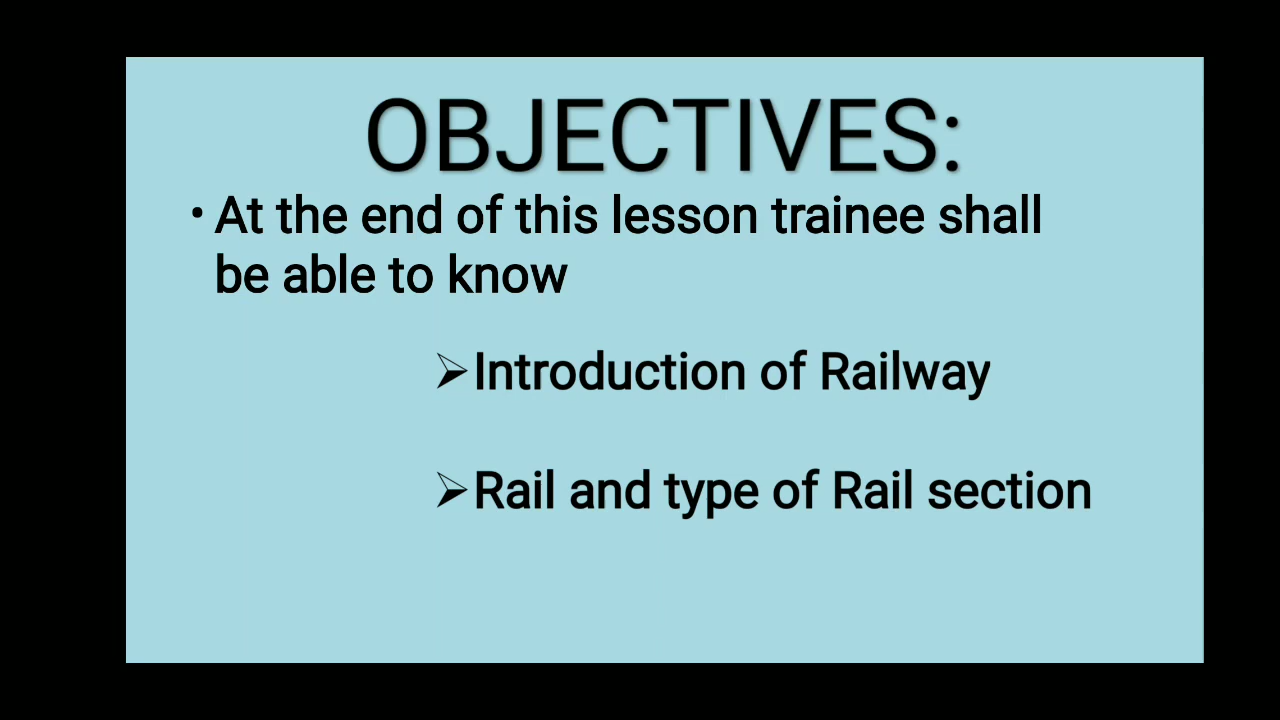 OBJECTIVES:
• At the end of this lesson trainee shall
be able to know
➢Introduction of Railway
➢Rail and type of Rail section